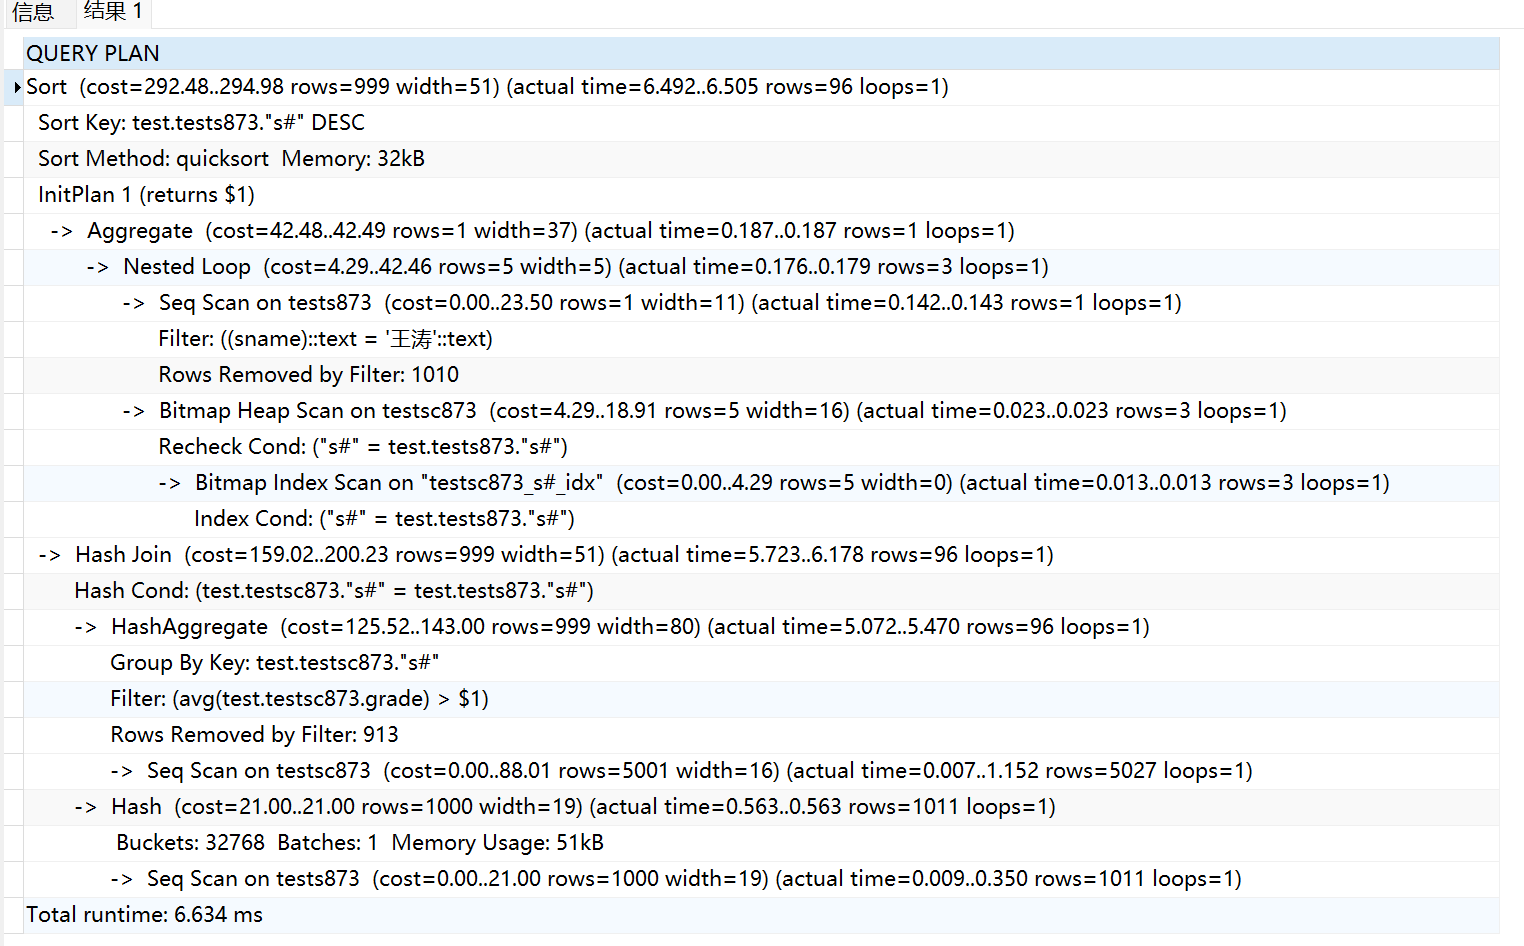 信息 结果 1
QUERY PLAN
Sort  (cost=292.48..294.98 rows=999 width=51) (actual time=6.492..6.505 rows=96 loops=1)
Sort Key: test.tests873."s#" DESC
Sort Method: quicksort  Memory: 32kB
InitPlan 1 (returns $1)
->  Aggregate  (cost=42.48..42.49 rows=1 width=37) (actual time=0.187..0.187 rows=1 loops=1)
->  Nested Loop  (cost=4.29..42.46 rows=5 width=5) (actual time=0.176..0.179 rows=3 loops=1)
->  Seq Scan on tests873  (cost=0.00..23.50 rows=1 width=11) (actual time=0.142..0.143 rows=1 loops=1)
Filter: ((sname)::text = '王涛'::text)
Rows Removed by Filter: 1010
->  Bitmap Heap Scan on testsc873  (cost=4.29..18.91 rows=5 width=16) (actual time=0.023..0.023 rows=3 loops=1)
Recheck Cond: ("s#" = test.tests873."s#")
->  Bitmap Index Scan on "testsc873_s#_idx"  (cost=0.00..4.29 rows=5 width=0) (actual time=0.013..0.013 rows=3 loops=1)
Index Cond: ("s#" = test.tests873."s#")
->  Hash Join  (cost=159.02..200.23 rows=999 width=51) (actual time=5.723..6.178 rows=96 loops=1)
Hash Cond: (test.testsc873."s#" = test.tests873."s#")
->  HashAggregate  (cost=125.52..143.00 rows=999 width=80) (actual time=5.072..5.470 rows=96 loops=1)
Group By Key: test.testsc873."s#"
Filter: (avg(test.testsc873.grade) > $1)
Rows Removed by Filter: 913
->  Seq Scan on testsc873  (cost=0.00..88.01 rows=5001 width=16) (actual time=0.007..1.152 rows=5027 loops=1)
->  Hash  (cost=21.00..21.00 rows=1000 width=19) (actual time=0.563..0.563 rows=1011 loops=1)
Buckets: 32768  Batches: 1  Memory Usage: 51kB
->  Seq Scan on tests873  (cost=0.00..21.00 rows=1000 width=19) (actual time=0.009..0.350 rows=1011 loops=1)
Total runtime: 6.634 ms